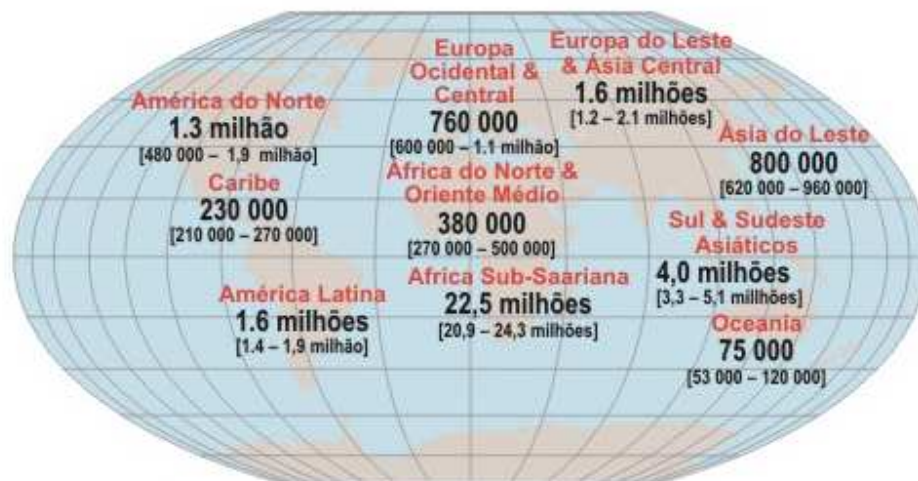 América do Norte
1.3 milhão
[480 000 – 1,9 milhão]
Caribe
230 000
[210 000 – 270 000]
América Latina
1.6 milhões
[1.4 – 1,9 milhão]
Europa
Ocidental &
Central
760 000
[600 000 – 1.1 milhão]
África do Norte &
Oriente Médio
380 000
[270 000 – 500 000]
Africa Sub-Saariana
22,5 milhões
[20,9 – 24,3 milhões]
Europa do Leste
& Ásia Central
1.6 milhões
[1.2 – 2.1 milhões]
Ásia do Leste
800 000
[620 000 – 960 000]
Sul & Sudeste
Asiáticos
4,0 milhões
[3,3 – 5,1 millhões]
Oceania
75 000
[53 000 – 120 000]